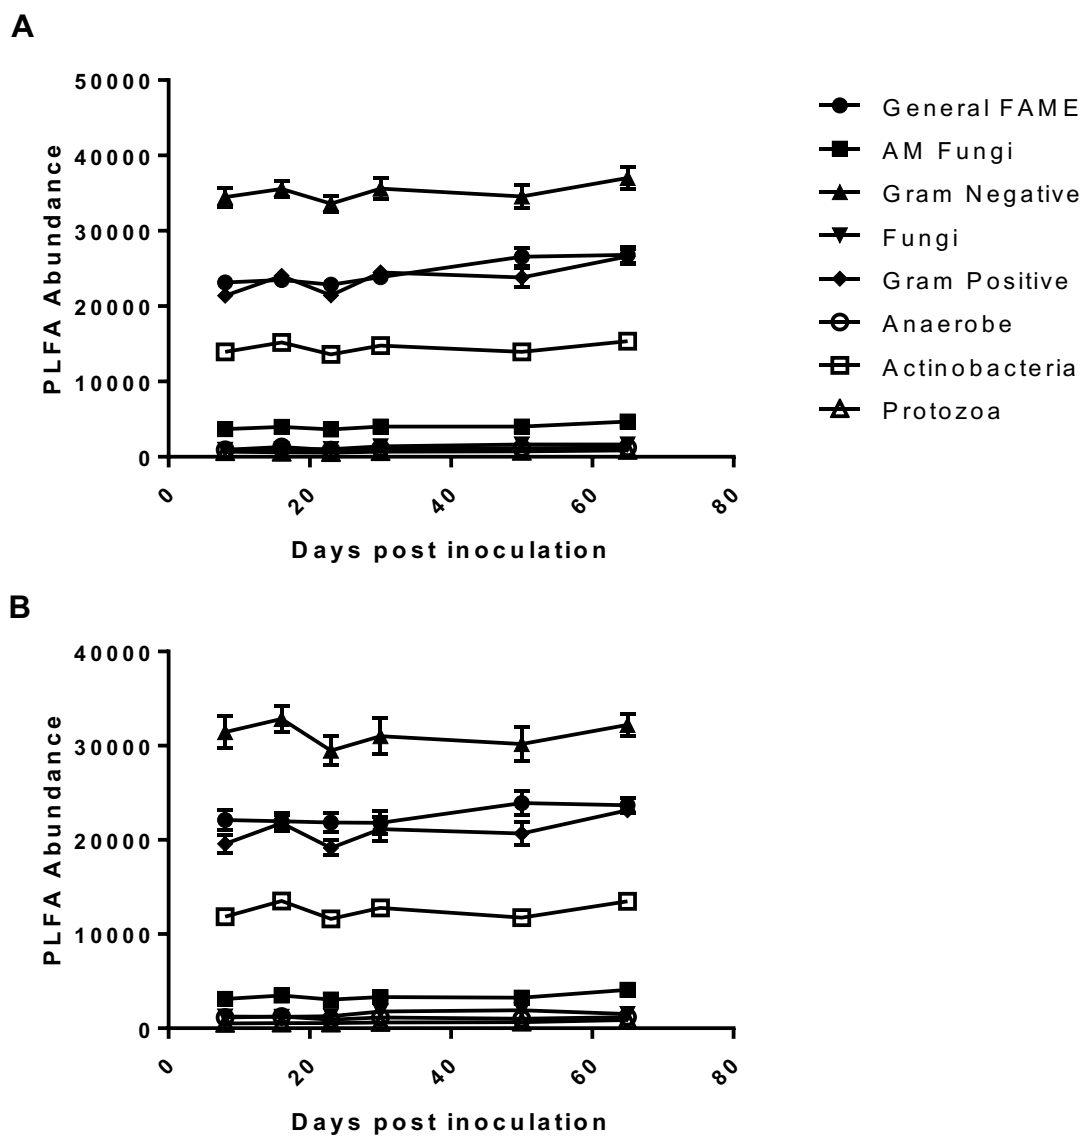 A
50000
40000
30000
20000
10000
0
PLFA Abundance
0 20 40 60 80
Days post inoculation
General FAME
AM Fungi
Gram Negative
Fungi
Gram Positive
Anaerobe
Actinobacteria
Protozoa
B
40000
30000
20000
10000
0
PLFA Abundance
0 20 40 60 80
Days post inoculation